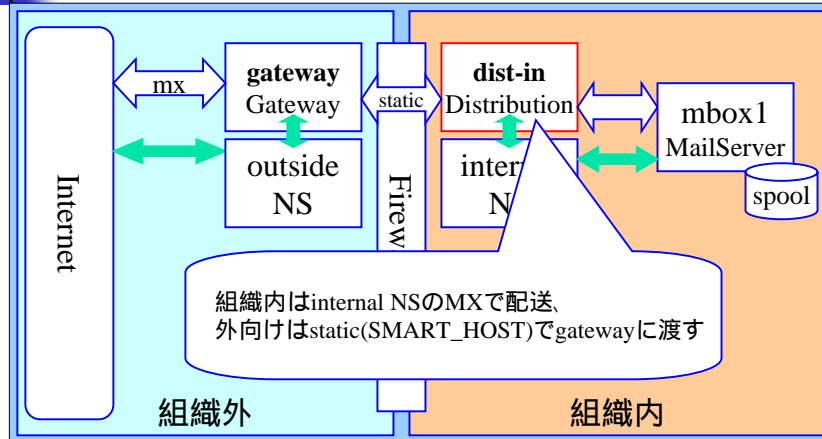 Internet
mx
gateway
Gateway
outside
NS
static
dist-in
Distribution
mbox1
MailServer
spool
組織内はinternal NSのMXで配送、
外向けはstatic(SMART_HOST)でgatewayに渡す
組織外
組織内